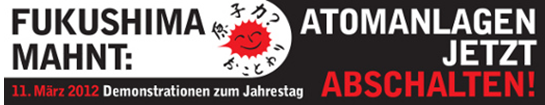 FUKUSHIMA
MAHNT:
原子力?
おことわり
11. März 2012 Demonstrationen zum Jahrestag
ATOMANLAGEN
JETZT
ABSCHALTEN!